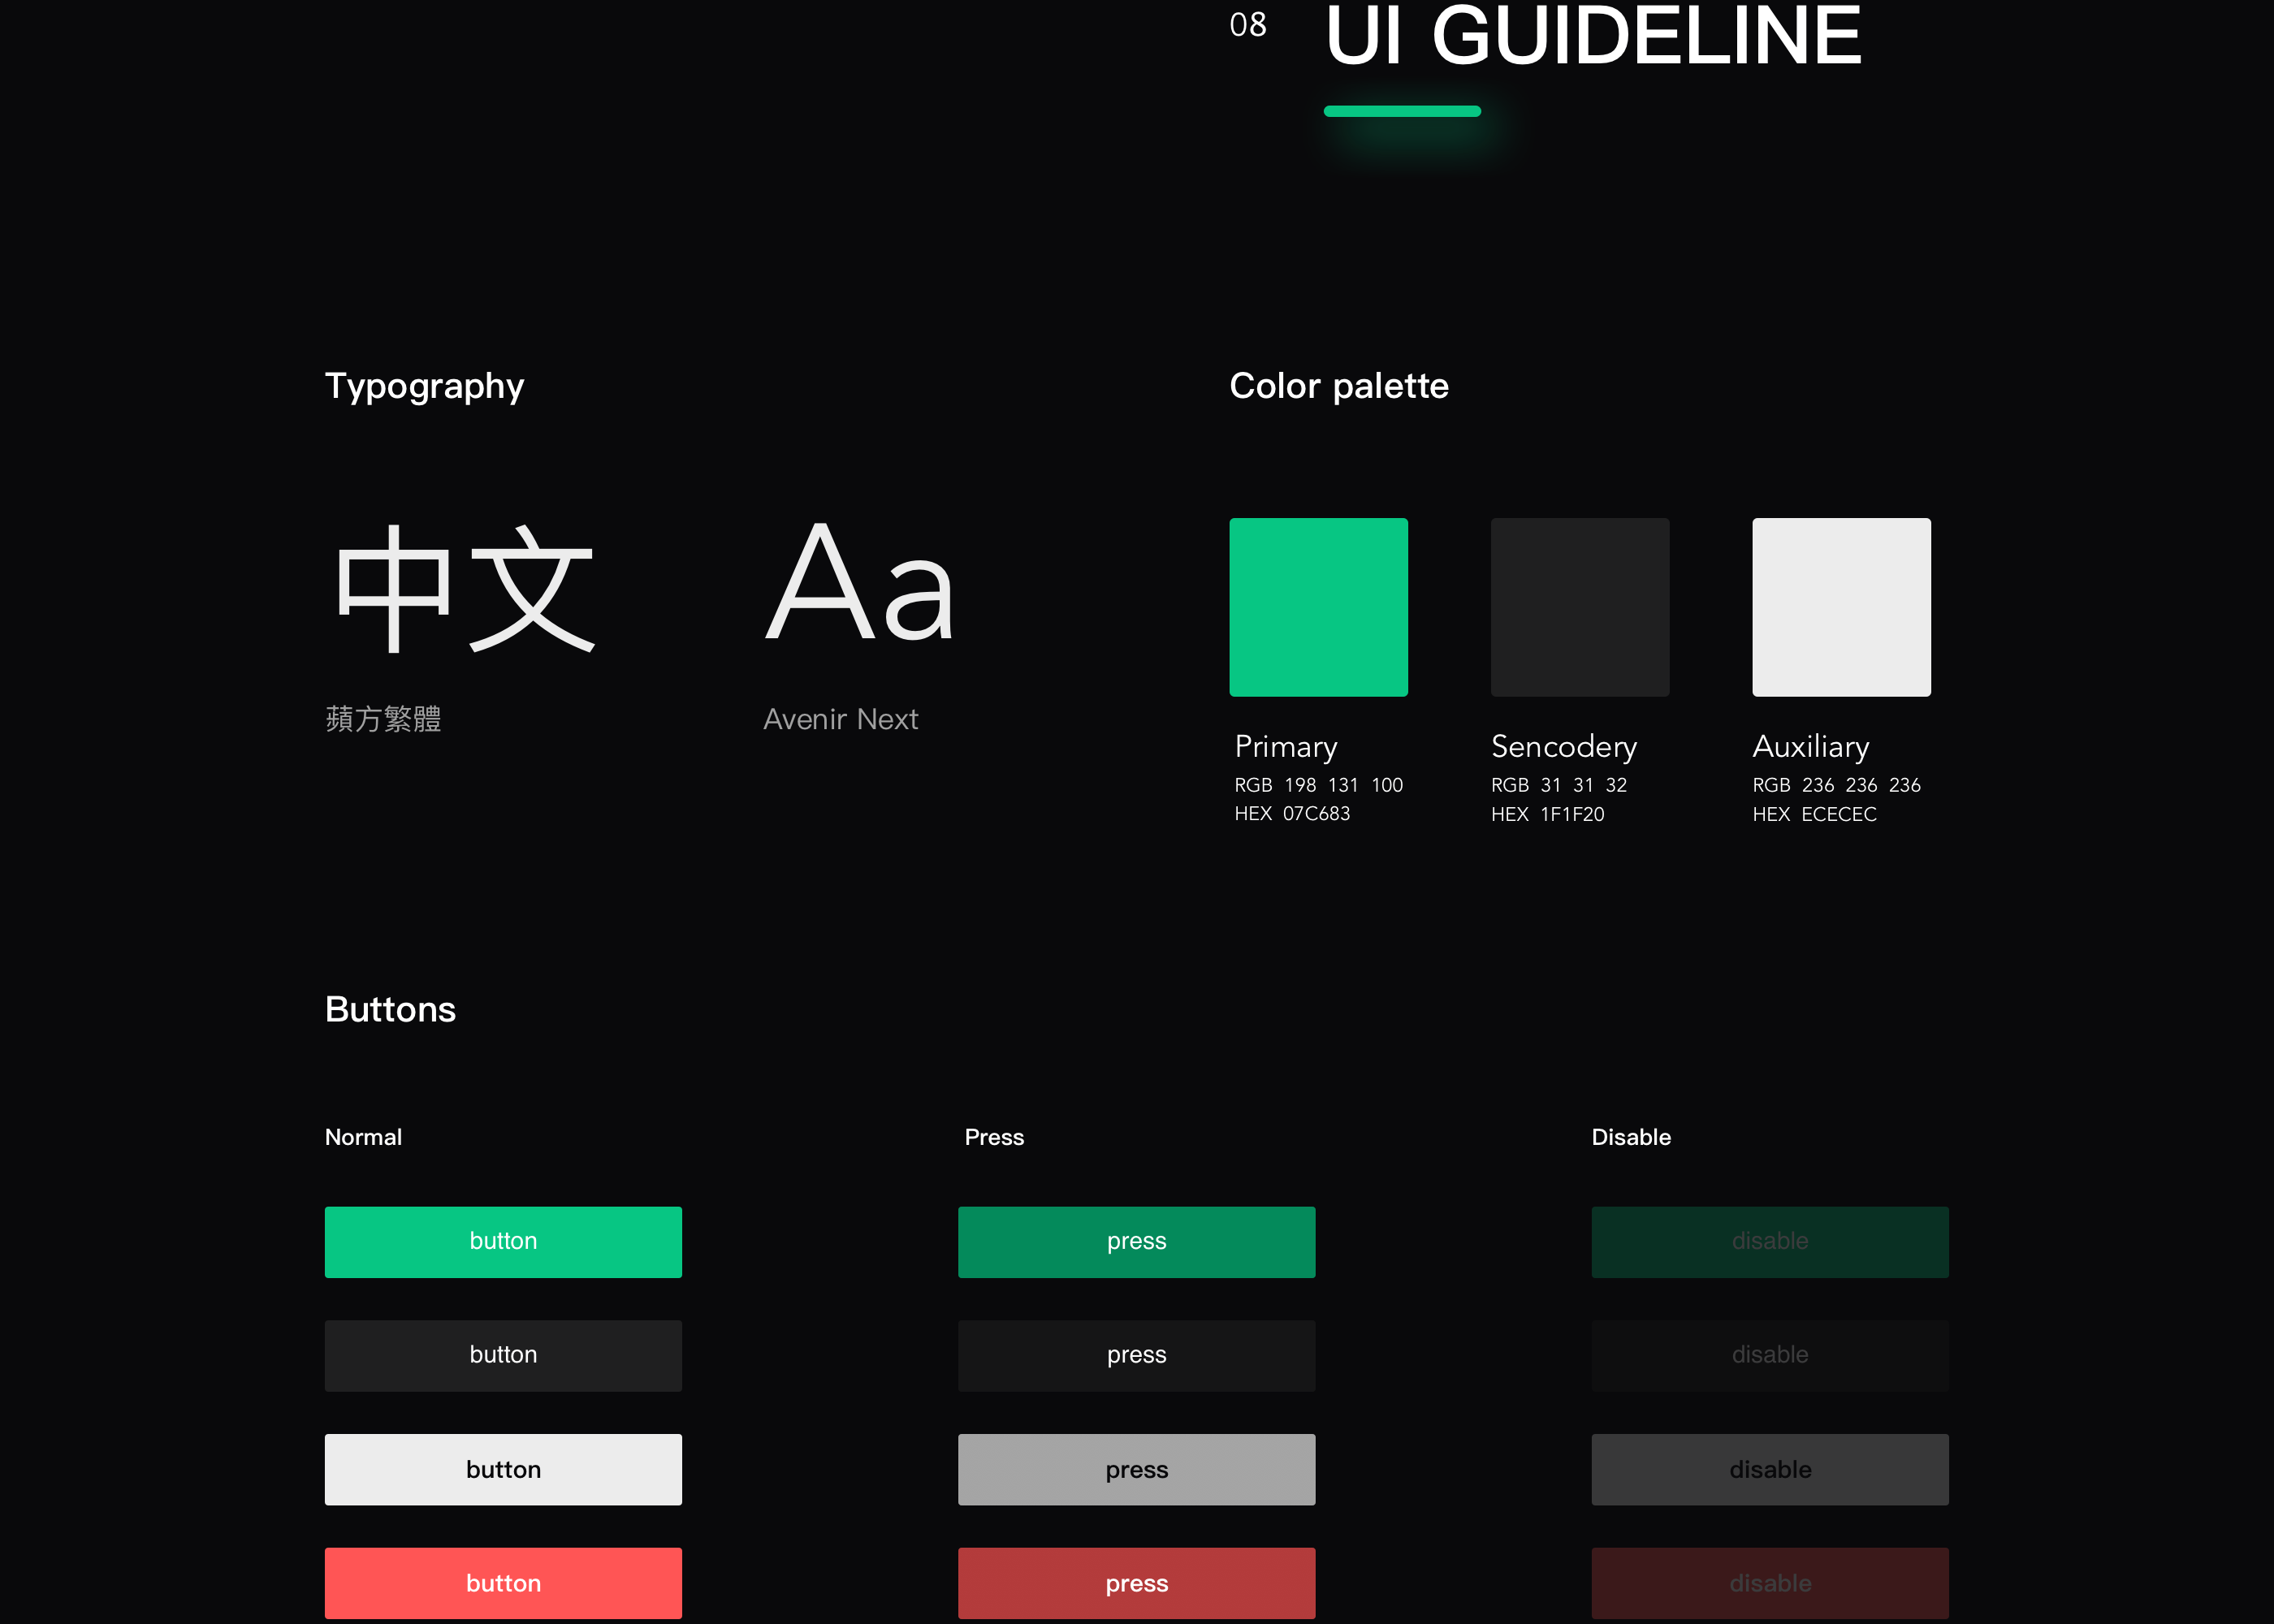 08
UI GUIDELINE
Typography
中文
蘋方繁體
Aa
Avenir Next
Color palette
Primary
RGB 198 131 100
HEX 07C683
Sencodery
RGB 31 31 32
HEX 1F1F20
Auxiliary
RGB 236 236 236
HEX ECECEC
Buttons
Normal
Press
Disable
button
press
disable
button
press
disable
button
press
disable
button
press
disable